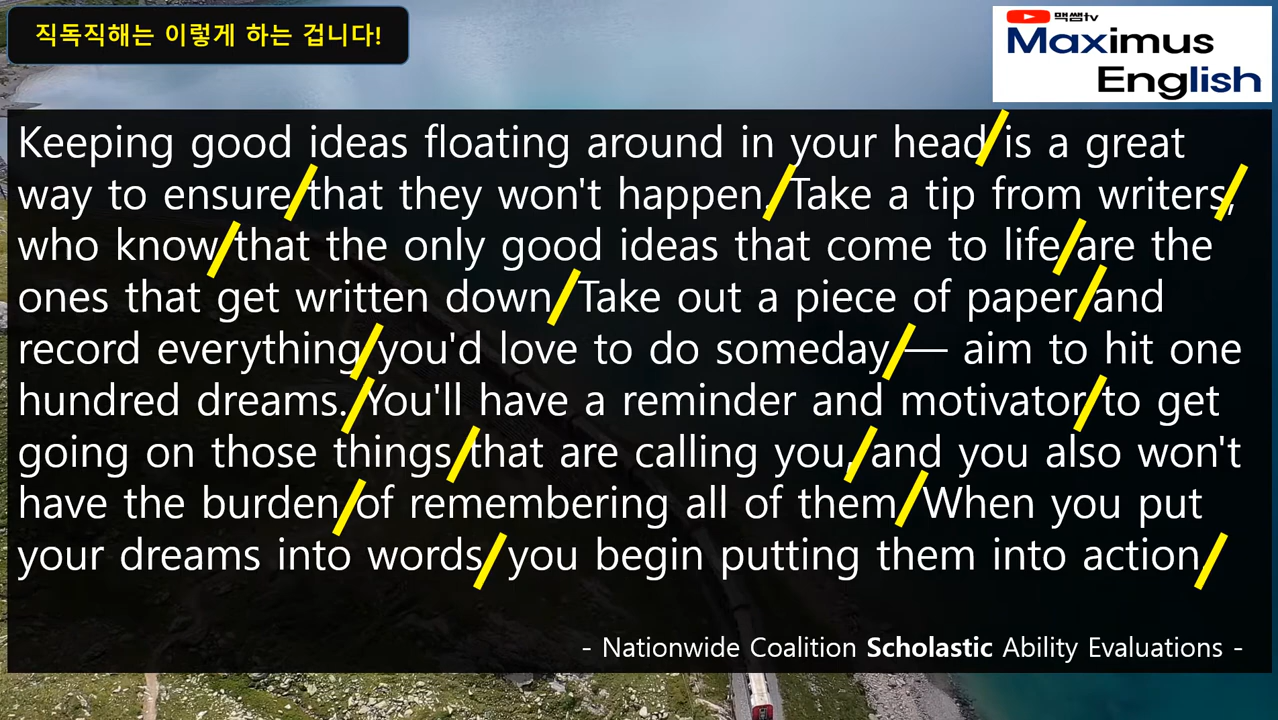 직독직해는 이렇게 하는 겁니다!
맥쌤tv
Maximus
English
Keeping good ideas floating around in your head is a great
way to ensure that they won't happen. Take a tip from writers,
who know that the only good ideas that come to life are the
ones that get written down. Take out a piece of paper and
record everything you'd love to do someday — aim to hit one
hundred dreams. You'll have a reminder and motivator to get
going on those things that are calling you, and you also won't
have the burden of remembering all of them. When you put
your dreams into words, you begin putting them into action.
- Nationwide Coalition Scholastic Ability Evaluations -